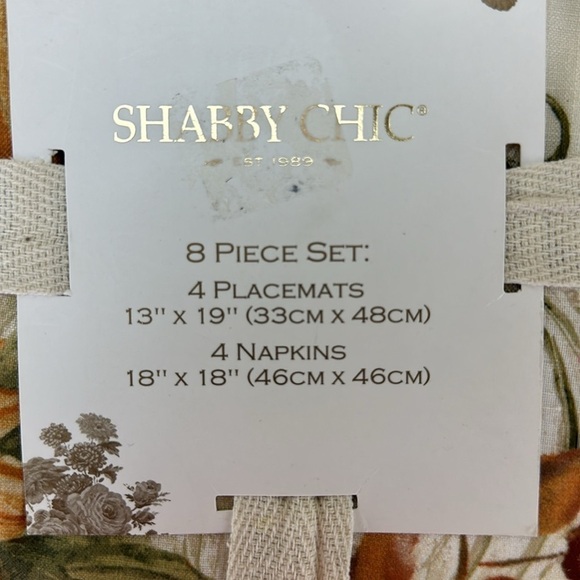 SHABBY CHIC®
EST 1989
8 PIECE SET:
4 PLACEMATS
13" X 19" (33CM X 48CM)
4 NAPKINS
18" X 18" (46CM X 46CM)